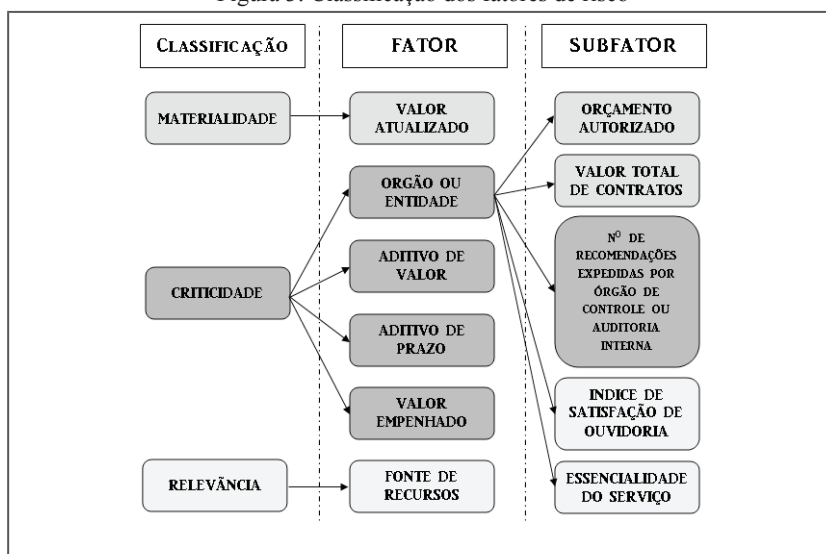 Figura 3: Classificação dos fatores de risco
CLASSIFICAÇÃO
FATOR
SUBFATOR
MATERIALIDADE
VALOR
ATUALIZADO
ORÇAMENTO
AUTORIZADO
VALOR TOTAL
DE CONTRATOS
ORGÃO OU
ENTIDADE
Nº DE
RECOMENDAÇÕES
EXPEDIDAS POR
ÓRGÃO DE
CONTROLE OU
AUDITORIA
INTERNA
CRITICIDADE
ADITIVO DE
VALOR
ADITIVO DE
PRAZO
VALOR
EMPENHADO
INDICE DE
SATISFAÇÃO DE
OUVIDORIA
RELEVÂNCIA
FONTE DE
RECURSOS
ESSENCIALIDADE
DO SERVIÇO